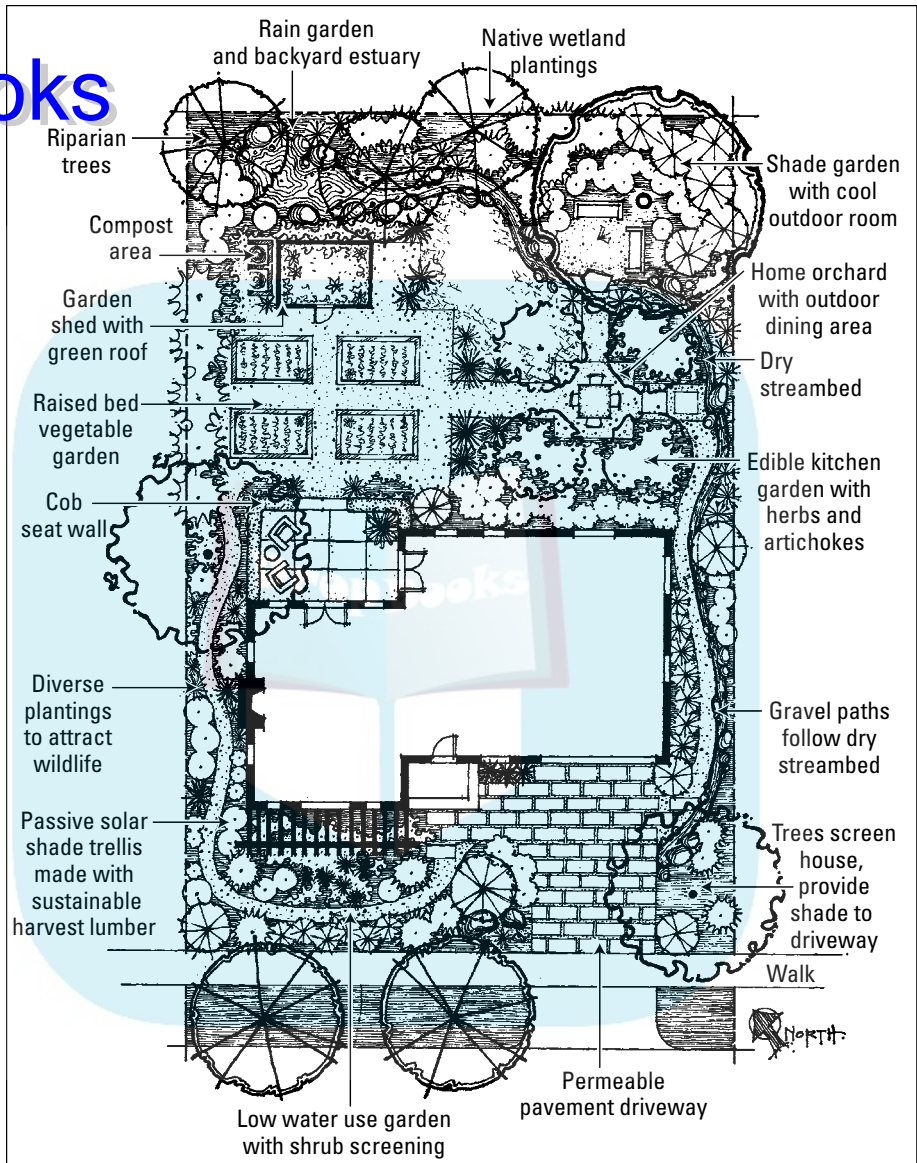 Rain garden
and backyard estuary
Native wetland
plantings
oks
Riparian
trees
Shade garden
with cool
outdoor room
Compost
area
Home orchard
with outdoor
dining area
Garden
shed with
green roof
Dry
streambed
Raised bed
vegetable
garden
Edible kitchen
garden with
herbs and
artichokes
Cob
seat wall
Diverse
plantings
to attract
wildlife
Gravel paths
follow dry
streambed
Passive solar
shade trellis
made with
sustainable
harvest lumber
Trees screen
house,
provide
shade to
driveway
Walk
NORTH
Permeable
pavement driveway
Low water use garden
with shrub screening